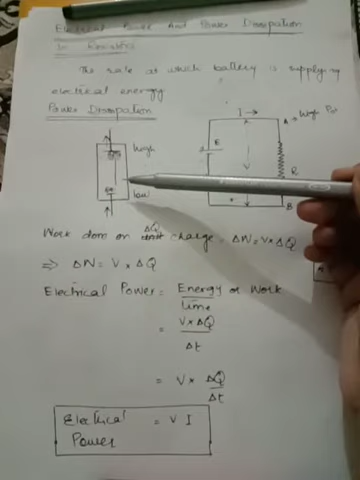 Electrical Power And Power Dissipation
In Resistors
The rate at which battery is supplying
electrical energy
Power Dissipation
High
low
I
A
High Po
E
V
R
B
Work done on ΔQ charge = ΔW = V × ΔQ
⇒ ΔW = V × ΔQ
Electrical Power = Energy or Work
time
= V × ΔQ
Δt
= V × ΔQ
Δt
Electrical = V I
Power